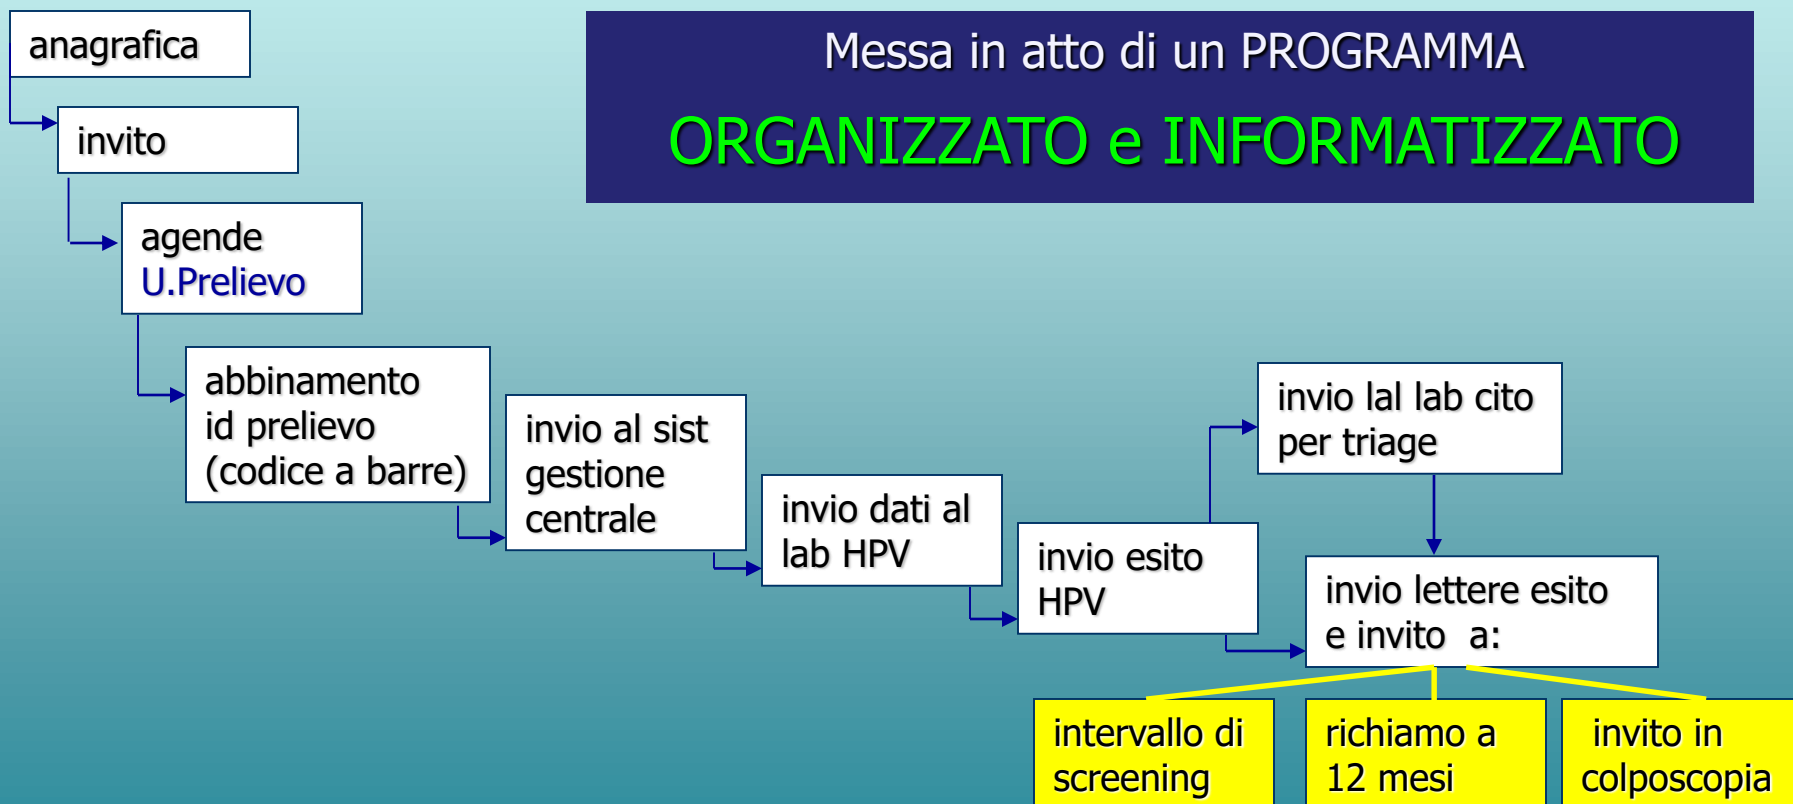 anagrafica
Messa in atto di un PROGRAMMA
ORGANIZZATO e INFORMATIZZATO
invito
agende
U.Prelievo
abbinamento
id prelievo
(codice a barre)
invio al sist
gestione
centrale
invio dati al
lab HPV
invio esito
HPV
invio lal lab cito
per triage
invio lettere esito
e invito a:
intervallo di
screening
richiamo a
12 mesi
invito in
colposcopia